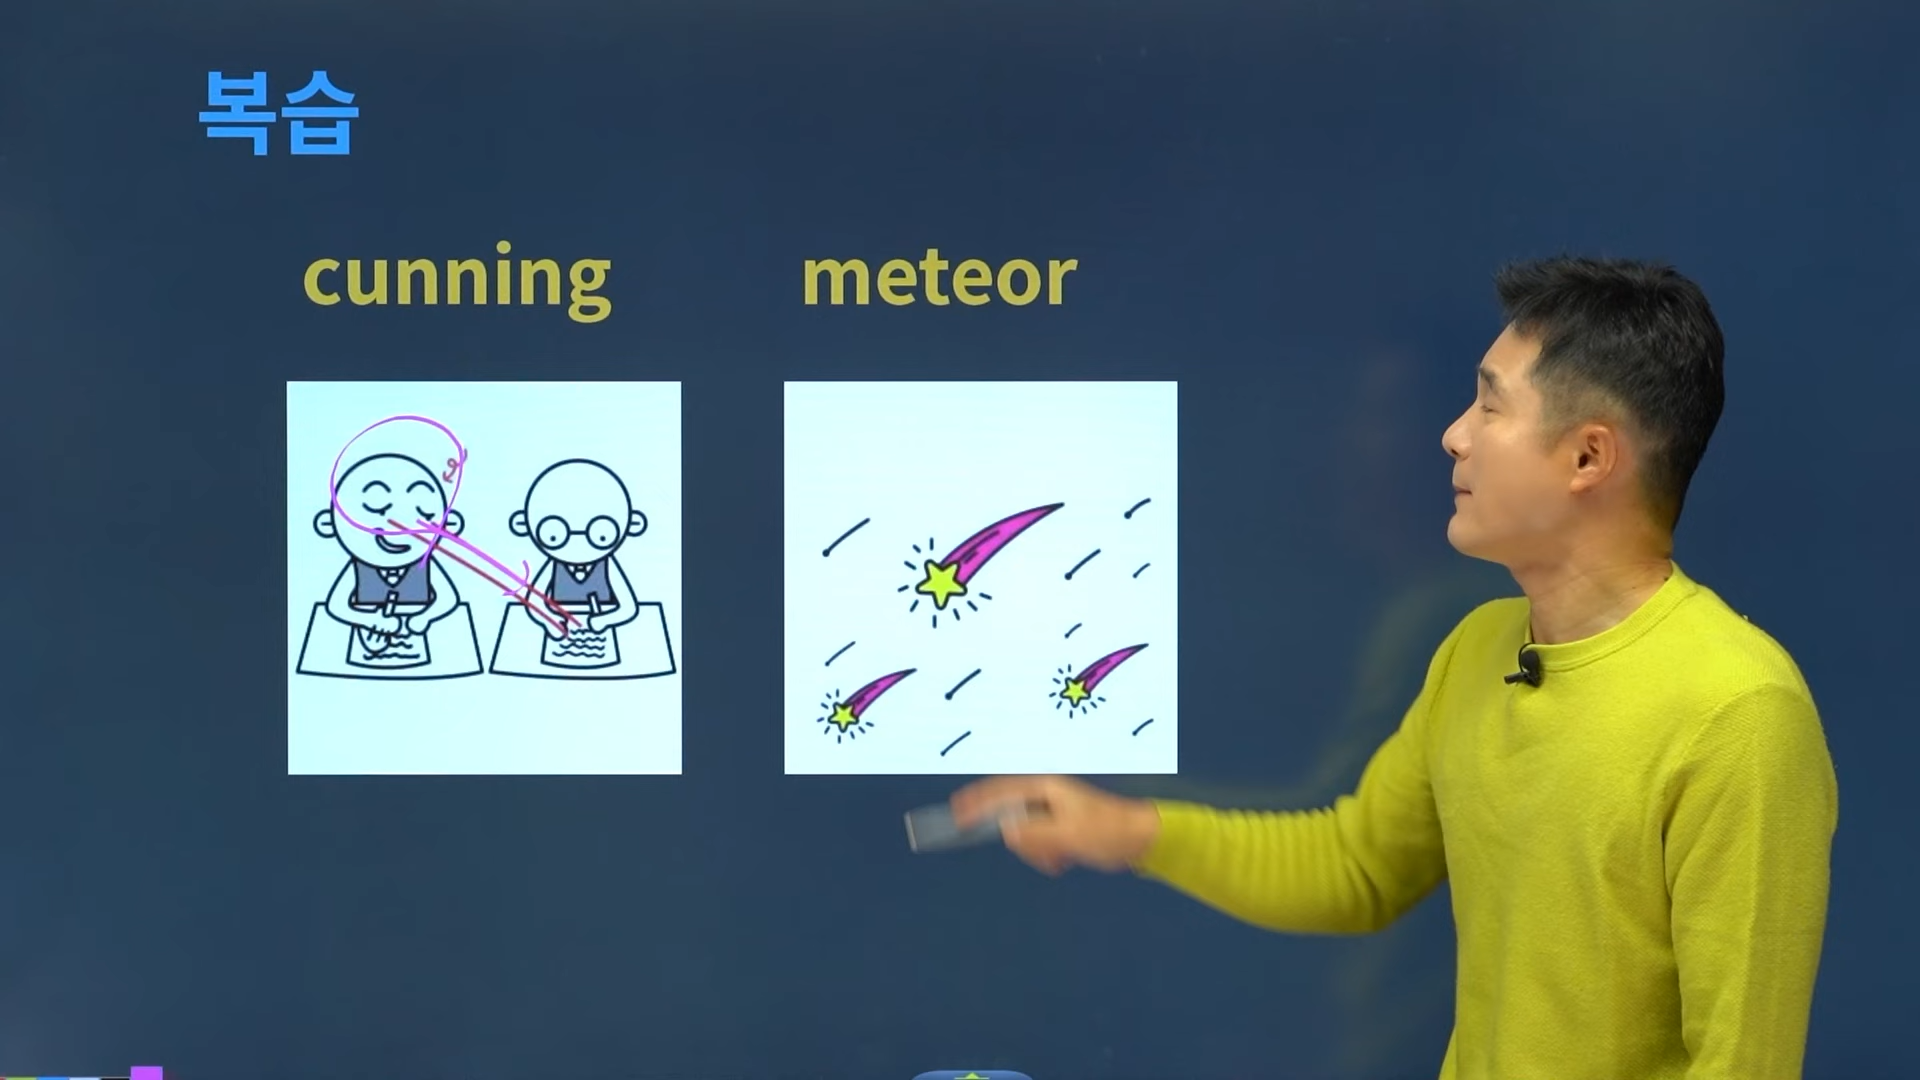 복습
cunning
meteor